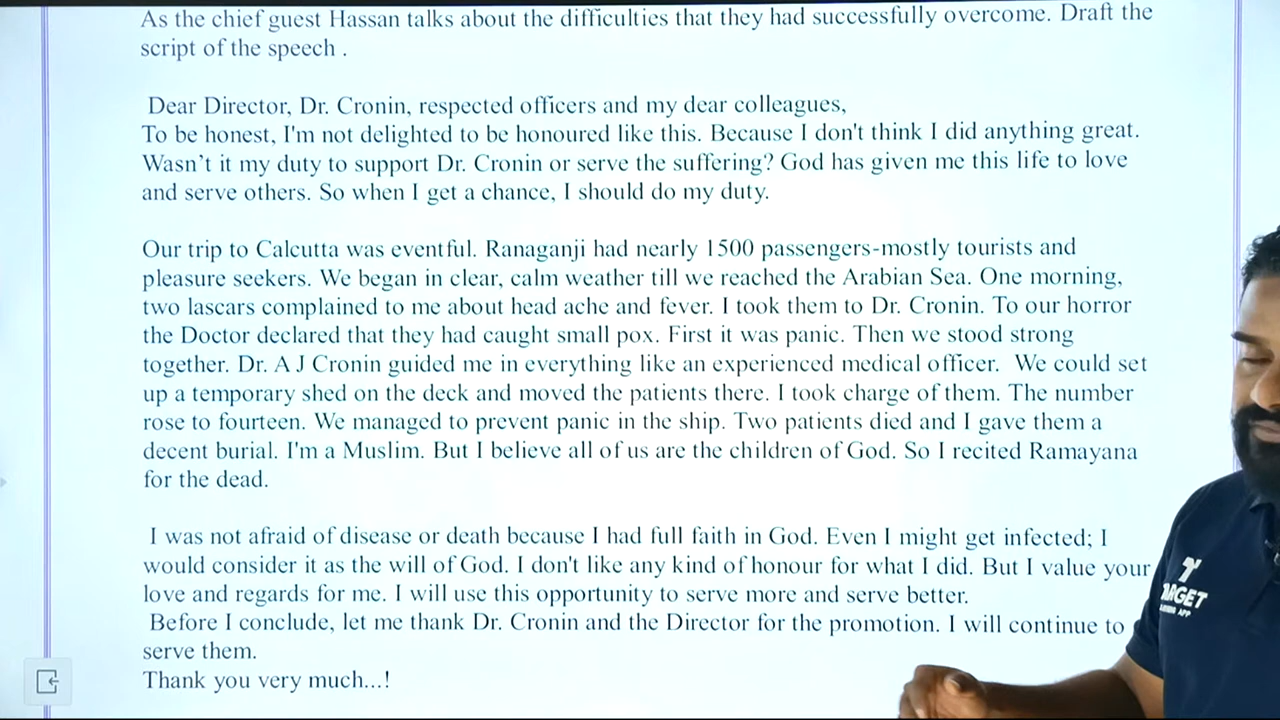 As the chief guest Hassan talks about the difficulties that they had successfully overcome. Draft the
script of the speech .
Dear Director, Dr. Cronin, respected officers and my dear colleagues,
To be honest, I'm not delighted to be honoured like this. Because I don't think I did anything great.
Wasn’t it my duty to support Dr. Cronin or serve the suffering? God has given me this life to love
and serve others. So when I get a chance, I should do my duty.
Our trip to Calcutta was eventful. Ranaganji had nearly 1500 passengers-mostly tourists and
pleasure seekers. We began in clear, calm weather till we reached the Arabian Sea. One morning,
two lascars complained to me about head ache and fever. I took them to Dr. Cronin. To our horror
the Doctor declared that they had caught small pox. First it was panic. Then we stood strong
together. Dr. A J Cronin guided me in everything like an experienced medical officer. We could set
up a temporary shed on the deck and moved the patients there. I took charge of them. The number
rose to fourteen. We managed to prevent panic in the ship. Two patients died and I gave them a
decent burial. I'm a Muslim. But I believe all of us are the children of God. So I recited Ramayana
for the dead.
I was not afraid of disease or death because I had full faith in God. Even I might get infected; I
would consider it as the will of God. I don't like any kind of honour for what I did. But I value your
love and regards for me. I will use this opportunity to serve more and serve better.
Before I conclude, let me thank Dr. Cronin and the Director for the promotion. I will continue to
serve them.
Thank you very much...!
TARGET